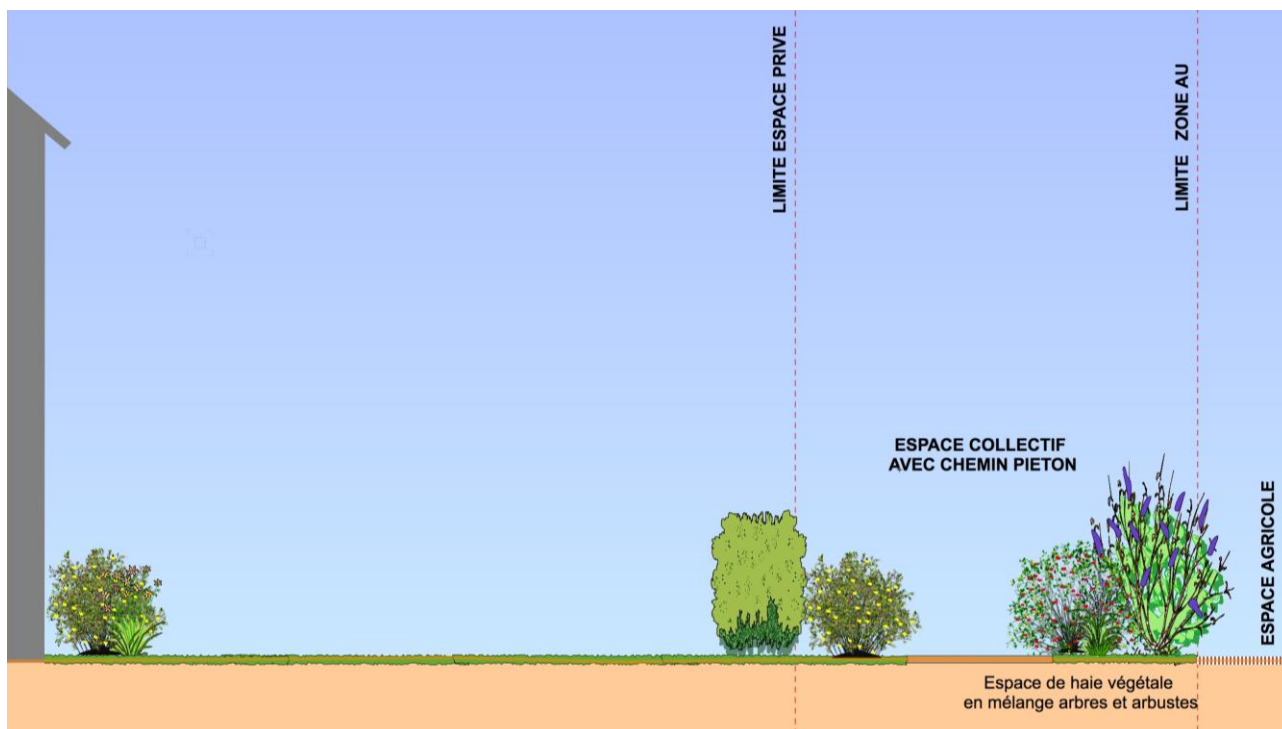 LIMITE ESPACE PRIVE
LIMITE ZONE AU
ESPACE COLLECTIF
AVEC CHEMIN PIETON
ESPACE AGRICOLE
Espace de haie végétale
en mélange arbres et arbustes